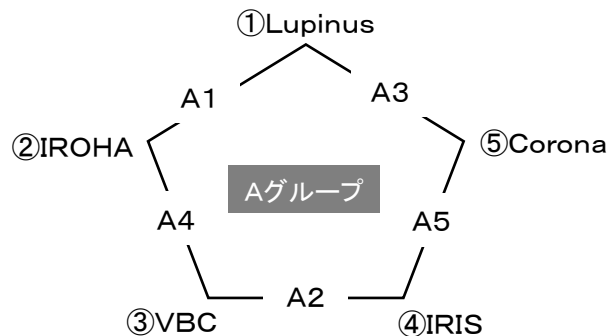 ①Lupinus
A1
A3
②IROHA
⑤Corona
Aグループ
A4
A5
A2
③VBC
④IRIS